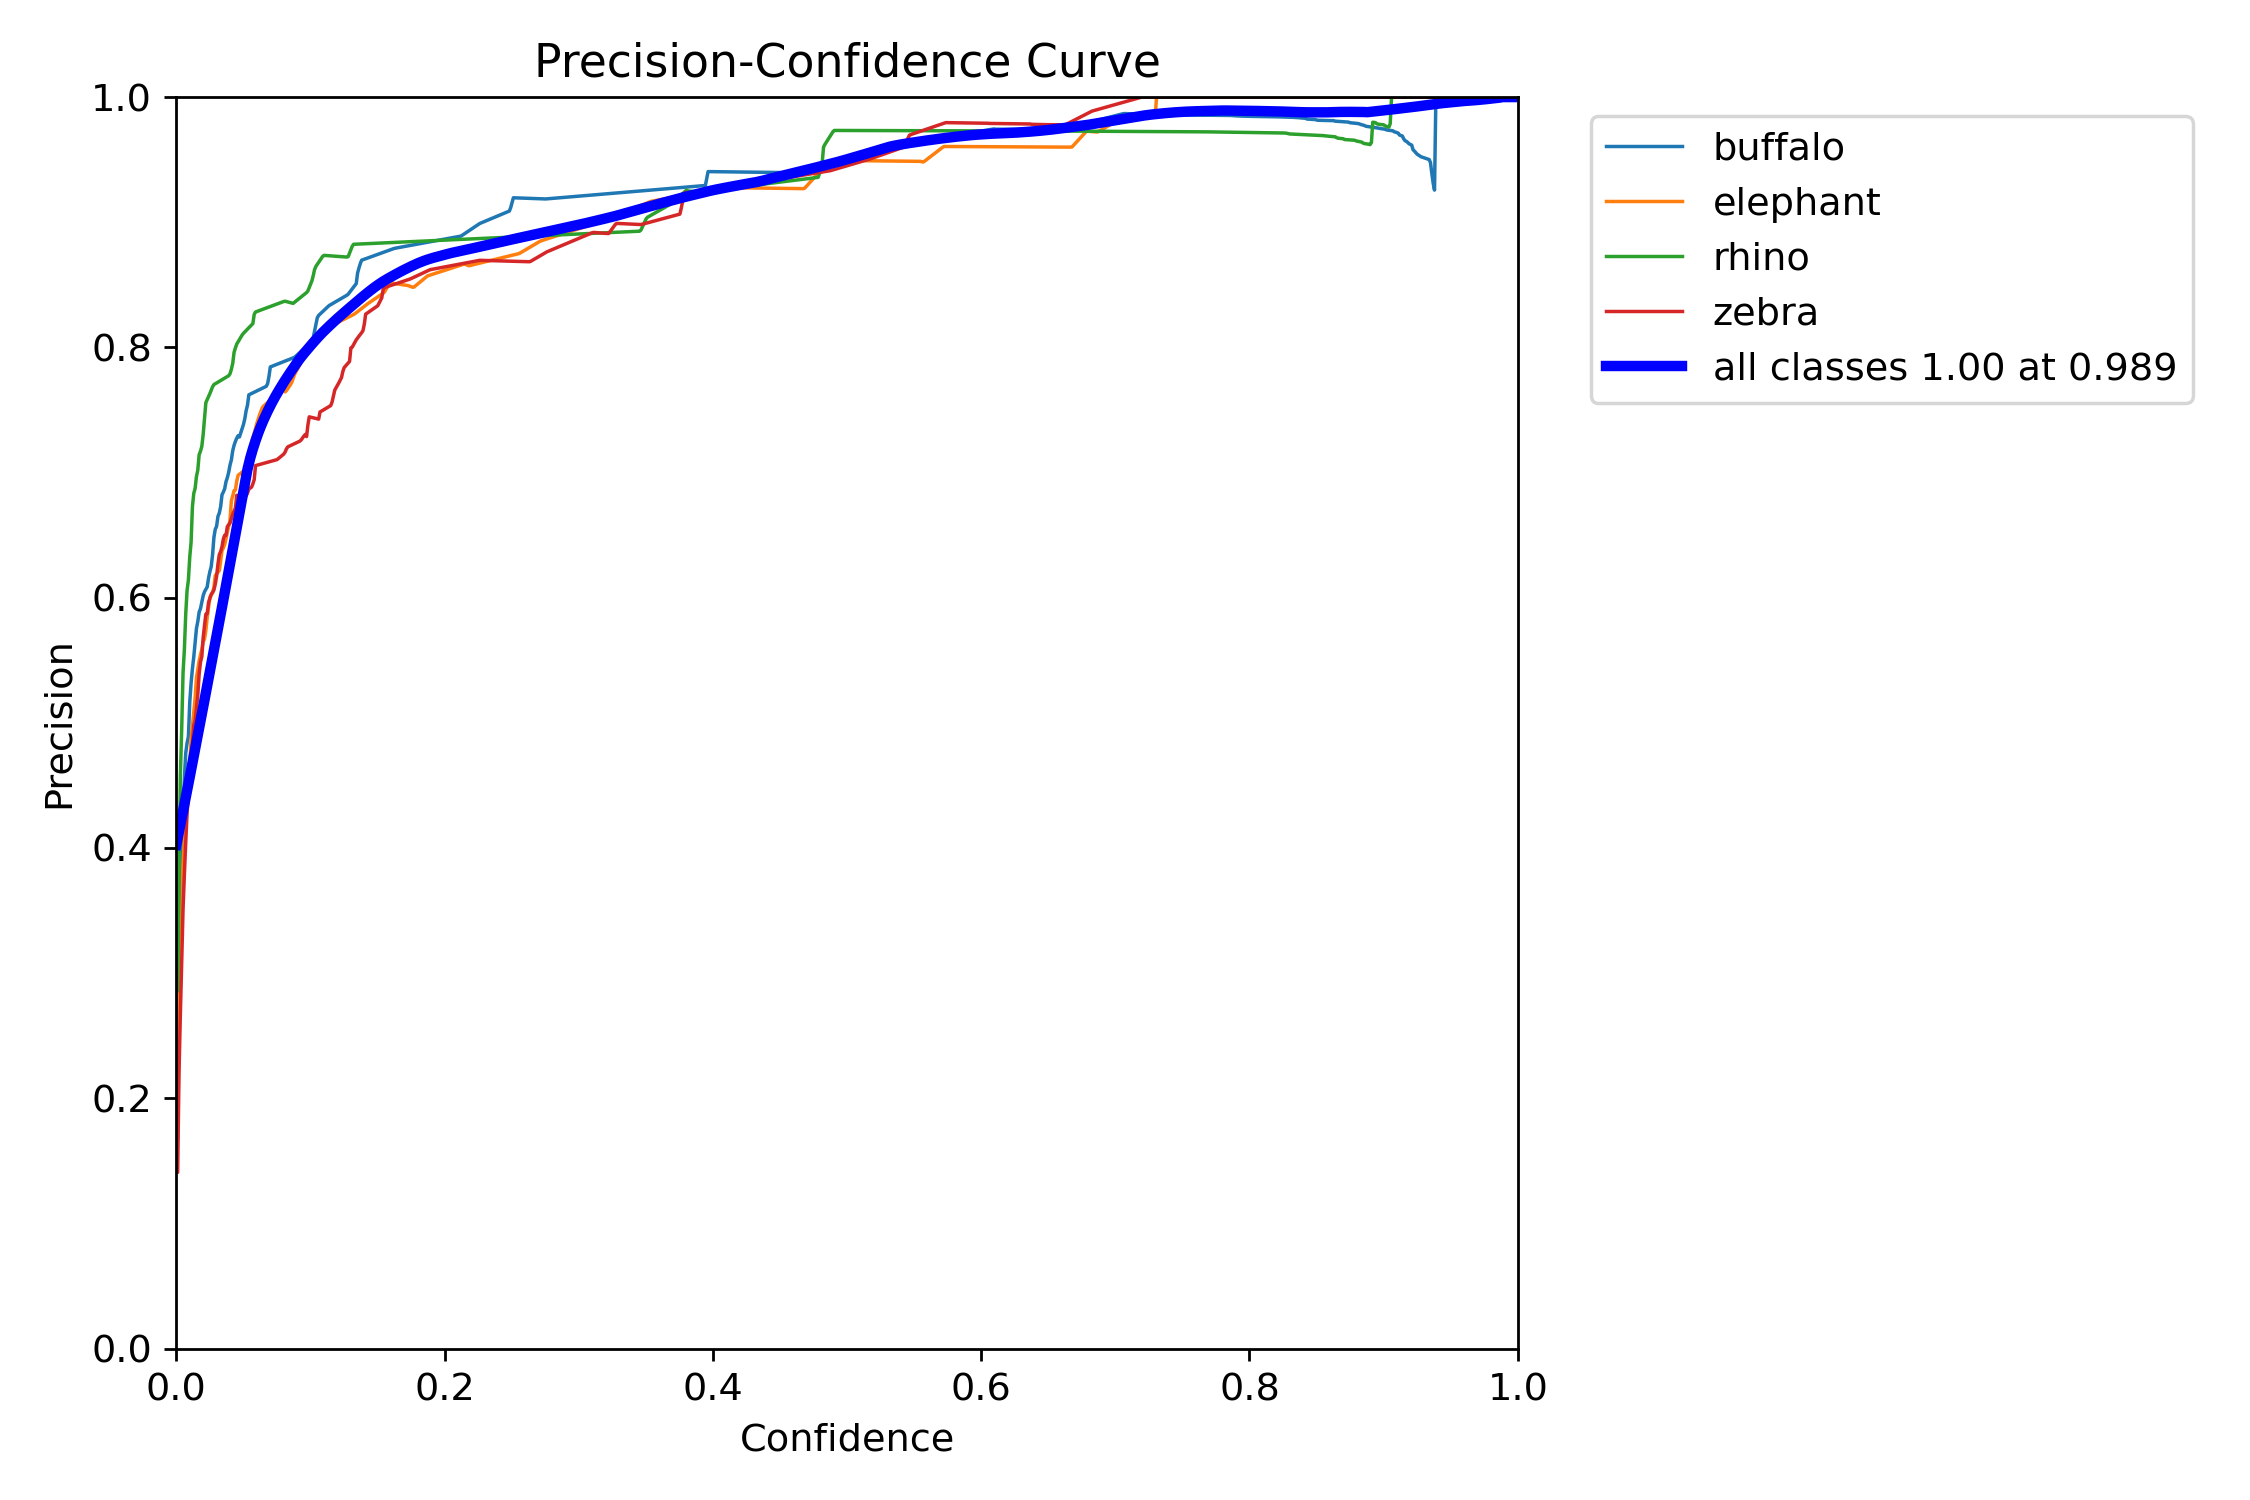 Precision-Confidence Curve
1.0
0.8
0.6
0.4
0.2
0.0
Precision
0.0 0.2 0.4 0.6 0.8 1.0
Confidence
buffalo
elephant
rhino
zebra
all classes 1.00 at 0.989